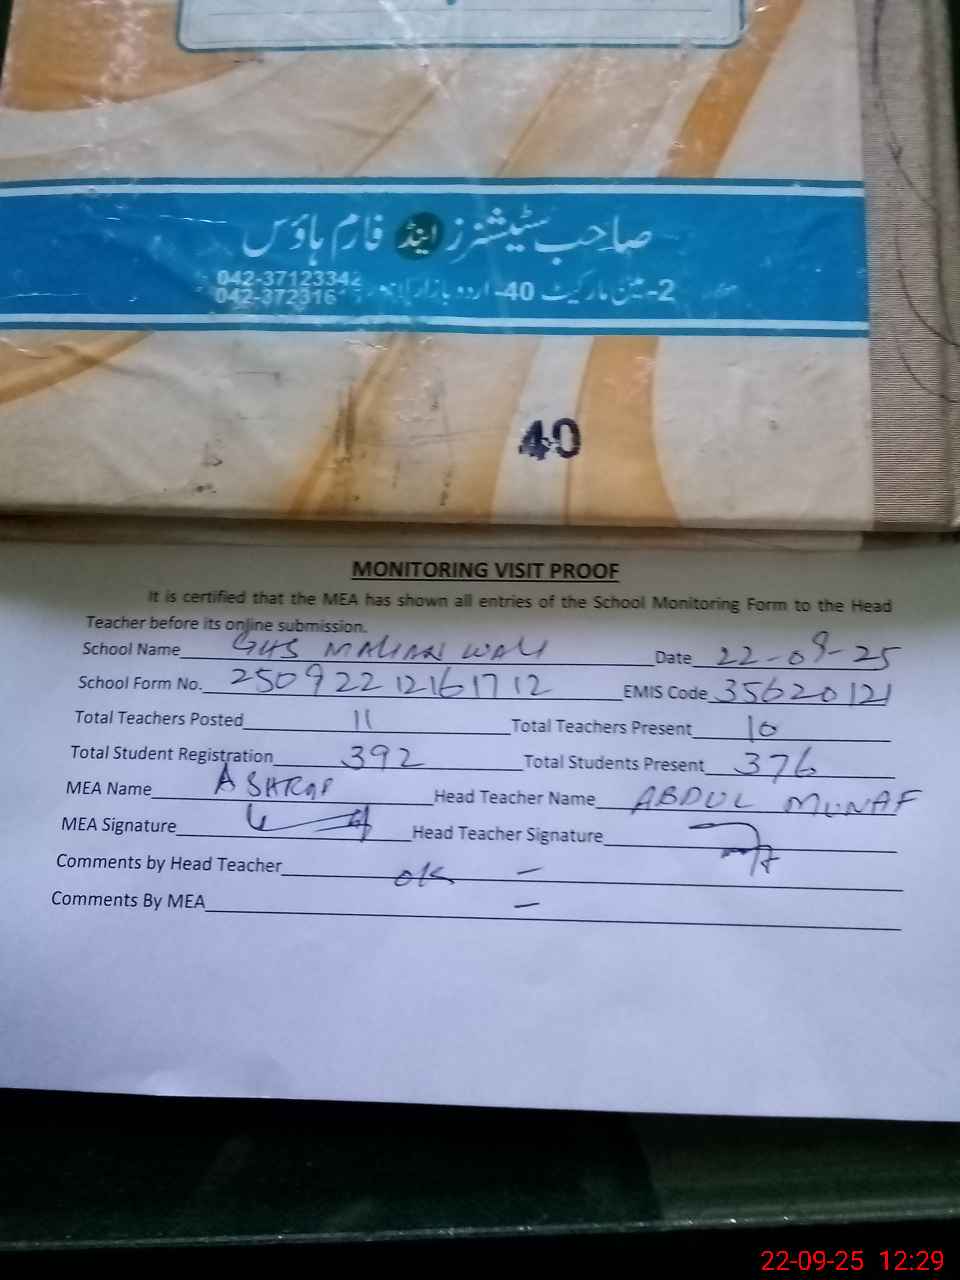 صاحب سٹیشنرز اینڈ فارم ہاؤس
042-37123342
2-مین مارکیٹ 40-اردو بازار لاہور
042-372316
40
MONITORING VISIT PROOF
It is certified that the MEA has shown all entries of the School Monitoring Form to the Head
Teacher before its online submission.
School Name GHS MALIAN WALI Date 22-09-25
School Form No. 25092212161712 EMIS Code 35620121
Total Teachers Posted 11 Total Teachers Present 10
Total Student Registration 392 Total Students Present 376
MEA Name ASHRAF Head Teacher Name ABDUL MUNAF
MEA Signature Head Teacher Signature
Comments by Head Teacher ok –
Comments By MEA –
22-09-25 12:29